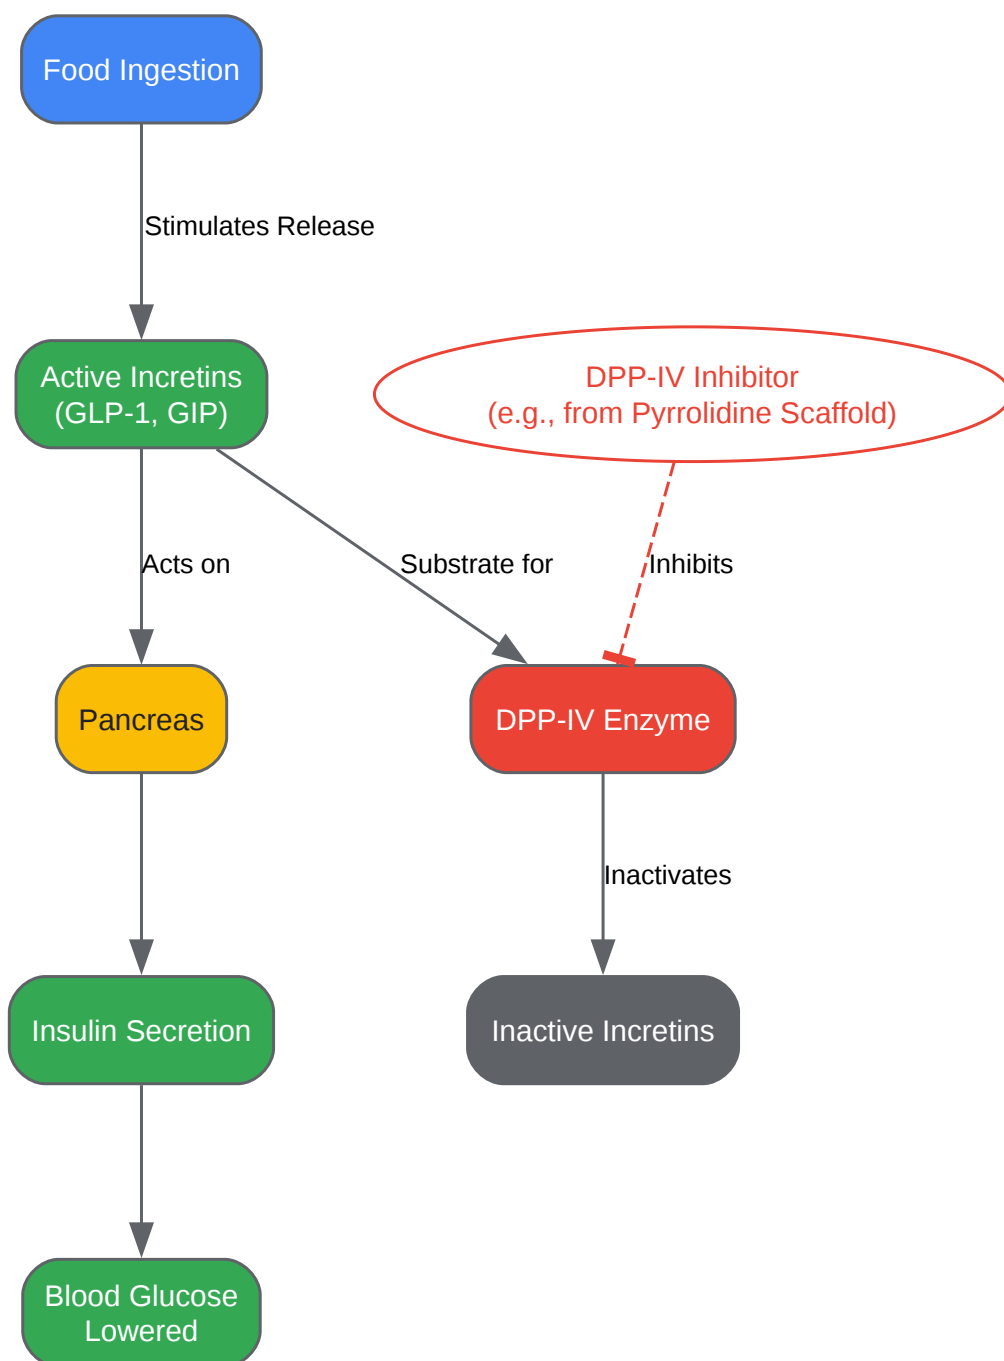 Food Ingestion
Stimulates Release
Active Incretins
(GLP-1, GIP)
DPP-IV Inhibitor
(e.g., from Pyrrolidine Scaffold)
Acts on
Substrate for
Inhibits
Pancreas
DPP-IV Enzyme
Inactivates
Insulin Secretion
Inactive Incretins
Blood Glucose
Lowered